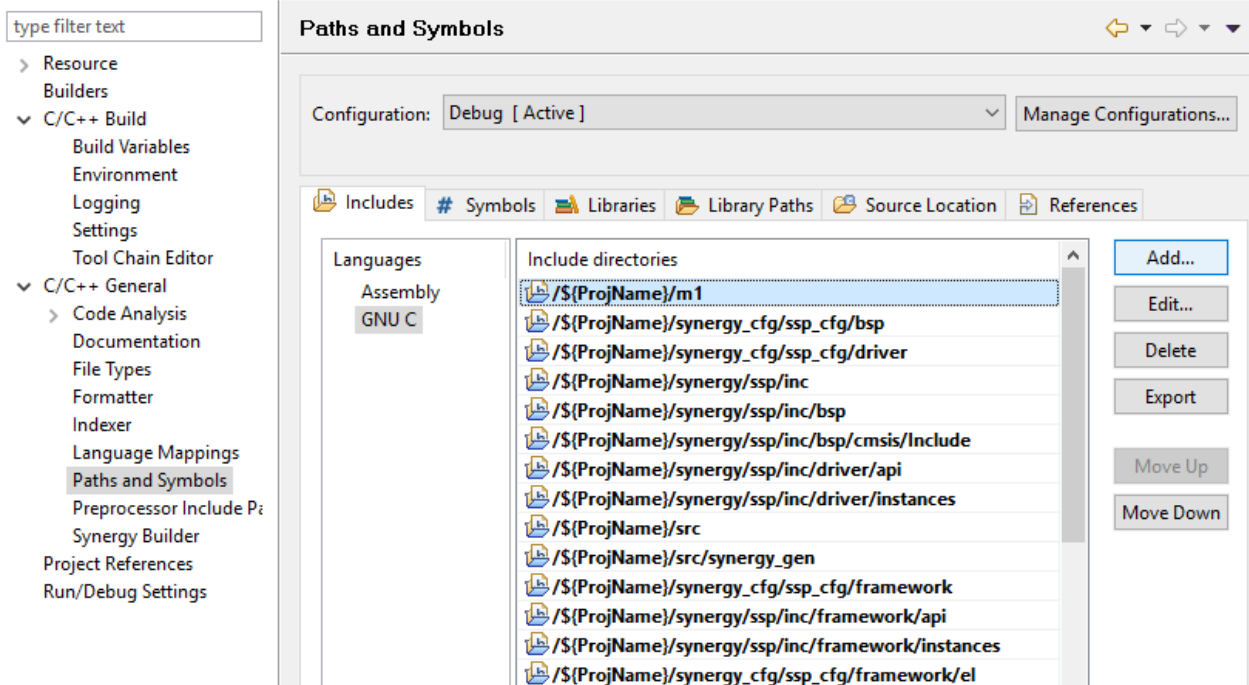 type filter text
Resource
Builders
C/C++ Build
Build Variables
Environment
Logging
Settings
Tool Chain Editor
C/C++ General
Code Analysis
Documentation
File Types
Formatter
Indexer
Language Mappings
Paths and Symbols
Preprocessor Include Pa
Synergy Builder
Project References
Run/Debug Settings
Paths and Symbols
Configuration: Debug [ Active ] Manage Configurations...
Includes # Symbols Libraries Library Paths Source Location References
Languages
Assembly
GNU C
Include directories
/${ProjName}/m1
/${ProjName}/synergy_cfg/ssp_cfg/bsp
/${ProjName}/synergy_cfg/ssp_cfg/driver
/${ProjName}/synergy/ssp/inc
/${ProjName}/synergy/ssp/inc/bsp
/${ProjName}/synergy/ssp/inc/bsp/cmsis/Include
/${ProjName}/synergy/ssp/inc/driver/api
/${ProjName}/synergy/ssp/inc/driver/instances
/${ProjName}/src
/${ProjName}/src/synergy_gen
/${ProjName}/synergy_cfg/ssp_cfg/framework
/${ProjName}/synergy/ssp/inc/framework/api
/${ProjName}/synergy/ssp/inc/framework/instances
/${ProjName}/synergy_cfg/ssp_cfg/framework/el
Add...
Edit...
Delete
Export
Move Up
Move Down